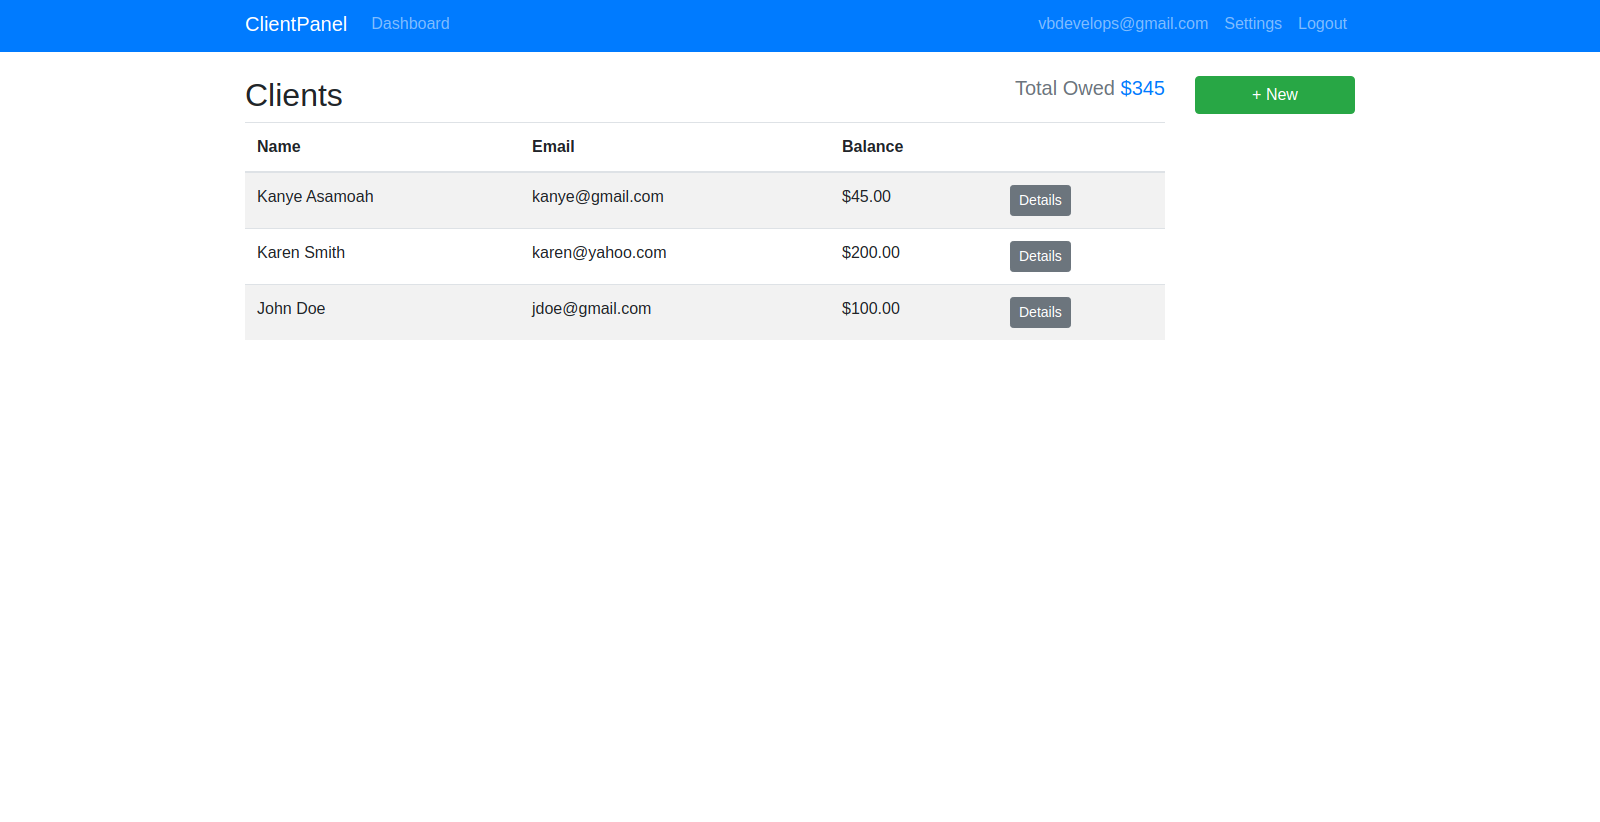 ClientPanel Dashboard vbdevelops@gmail.com Settings Logout
Clients Total Owed $345 + New
Name Email Balance
Kanye Asamoah kanye@gmail.com $45.00 Details
Karen Smith karen@yahoo.com $200.00 Details
John Doe jdoe@gmail.com $100.00 Details